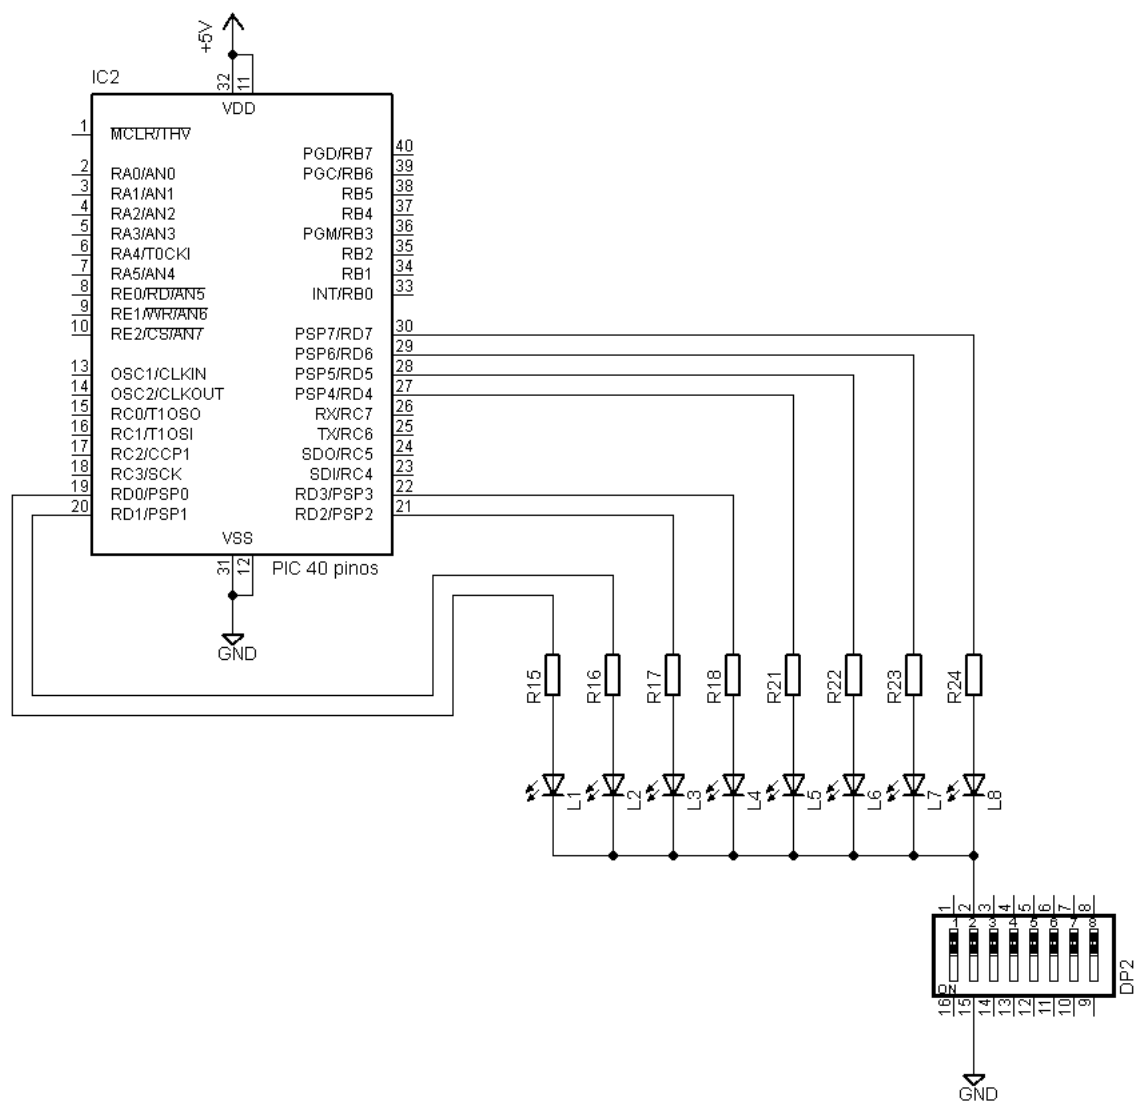 +5V
IC2
32
11
VDD
1
MCLR/THV
PGD/RB7
40
2
RA0/AN0
PGC/RB6
39
3
RA1/AN1
RB5
38
4
RA2/AN2
RB4
37
5
RA3/AN3
PGM/RB3
36
6
RA4/T0CKI
RB2
35
7
RA5/AN4
RB1
34
8
RE0/RD/AN5
INT/RB0
33
9
RE1/WR/AN6
10
RE2/CS/AN7
PSP7/RD7
30
PSP6/RD6
29
13
OSC1/CLKIN
PSP5/RD5
28
14
OSC2/CLKOUT
PSP4/RD4
27
15
RC0/T1OSO
RX/RC7
26
16
RC1/T1OSI
TX/RC6
25
17
RC2/CCP1
SDO/RC5
24
18
RC3/SCK
SDI/RC4
23
19
RD0/PSP0
RD3/PSP3
22
20
RD1/PSP1
RD2/PSP2
21
VSS
31
12
PIC 40 pinos
GND
R15
R16
R17
R18
R21
R22
R23
R24
L1
L2
L3
L4
L5
L6
L7
L8
1 2 3 4 5 6 7 8
1 2 3 4 5 6 7 8
ON
DP2
16 15 14 13 12 11 10 9
GND